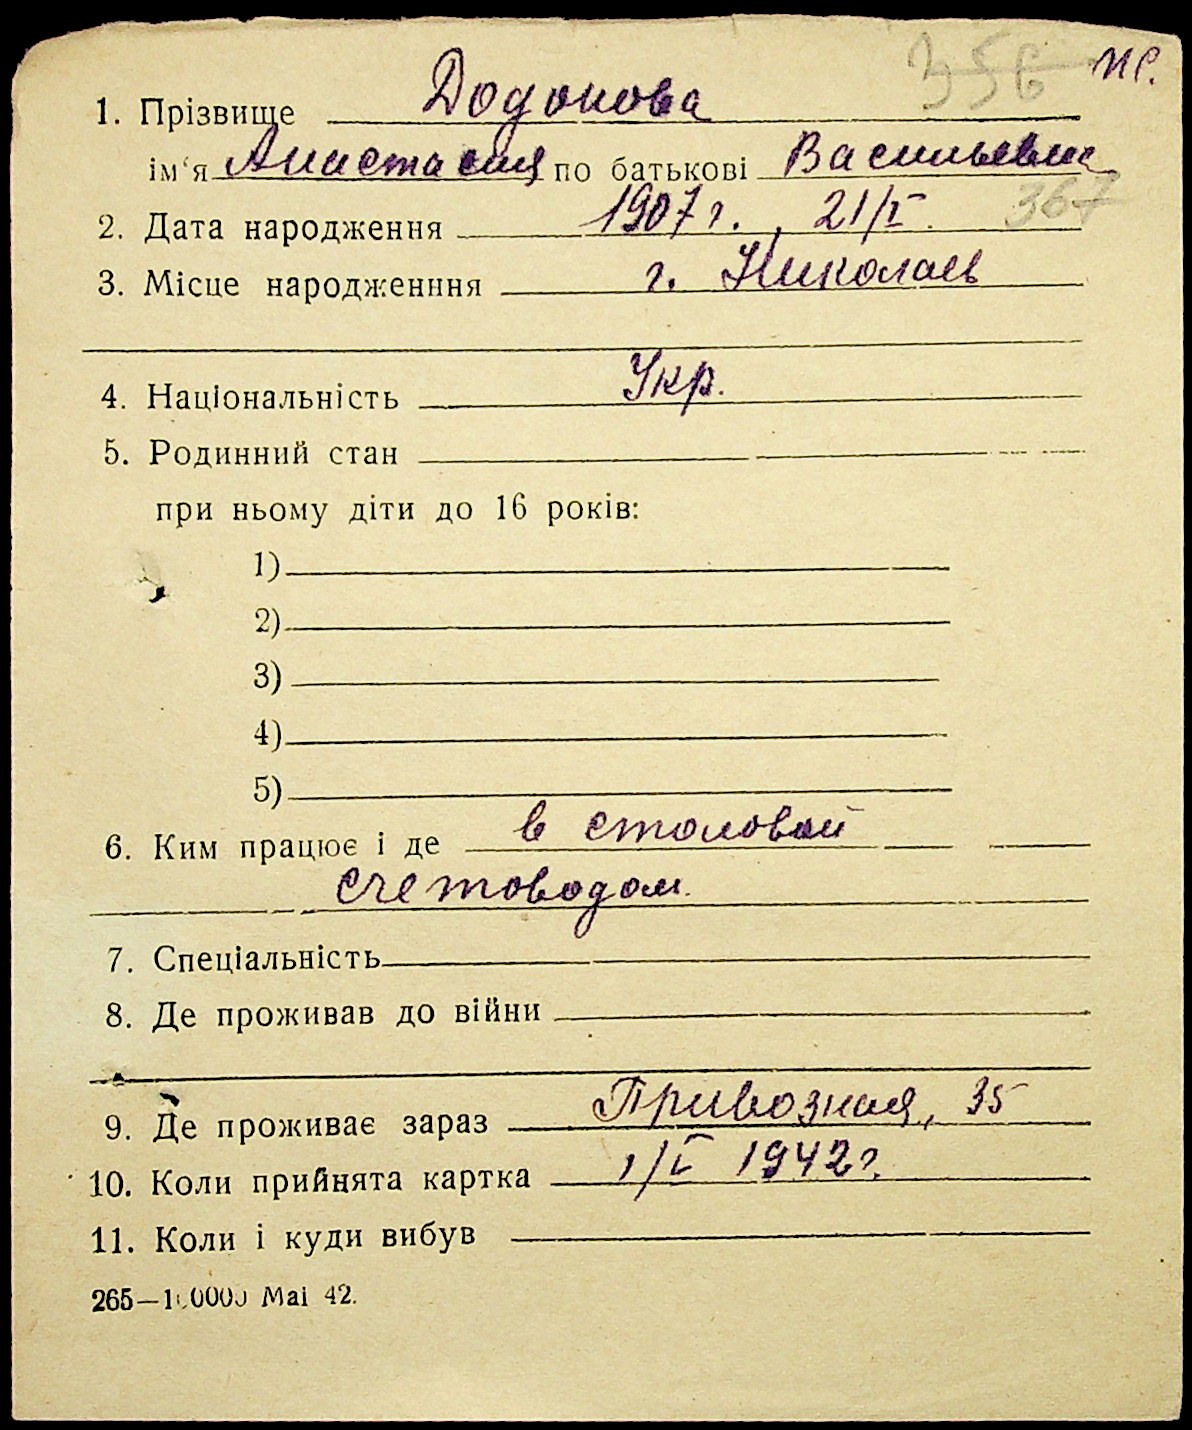 356 ис.
1. Прізвище Додонова
ім'я Анастасия по батькові Васильевна
2. Дата народження 1907 г., 21/I. 367
3. Місце народженння г. Николаев
4. Національність Укр.
5. Родинний стан
при ньому діти до 16 років:
1)
2)
3)
4)
5)
6. Ким працює і де в столовой
счетоводом.
7. Спеціальність
8. Де проживав до війни
9. Де проживає зараз Привозная, 35
10. Коли прийнята картка 1/I 1942 г.
11. Коли і куди вибув
265—100000 Mai 42.